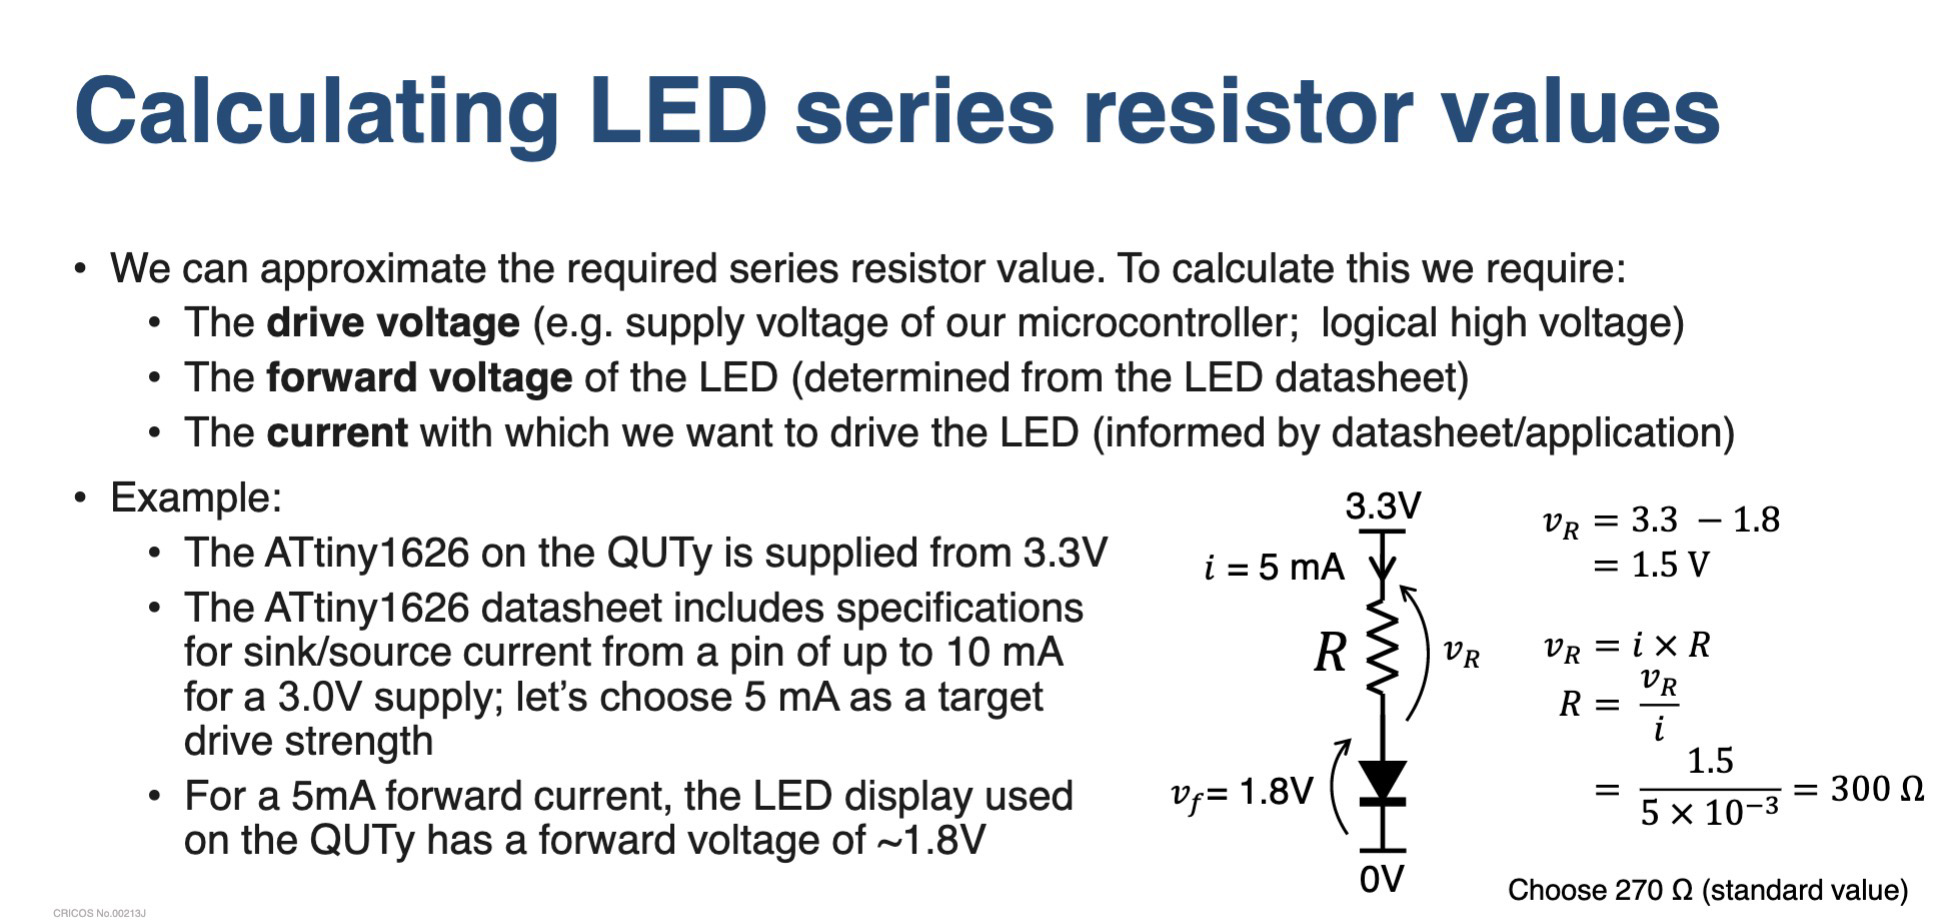 Calculating LED series resistor values
• We can approximate the required series resistor value. To calculate this we require:
• The drive voltage (e.g. supply voltage of our microcontroller;  logical high voltage)
• The forward voltage of the LED (determined from the LED datasheet)
• The current with which we want to drive the LED (informed by datasheet/application)
• Example:
• The ATtiny1626 on the QUTy is supplied from 3.3V
• The ATtiny1626 datasheet includes specifications
for sink/source current from a pin of up to 10 mA
for a 3.0V supply; let's choose 5 mA as a target
drive strength
• For a 5mA forward current, the LED display used
on the QUTy has a forward voltage of ~1.8V
3.3V
i = 5 mA
R
v_R
v_f= 1.8V
0V
v_R = 3.3 − 1.8
= 1.5 V
v_R = i × R
R = v_R / i
= 1.5 / 5 × 10⁻³ = 300 Ω
Choose 270 Ω (standard value)
CRICOS No.00213J